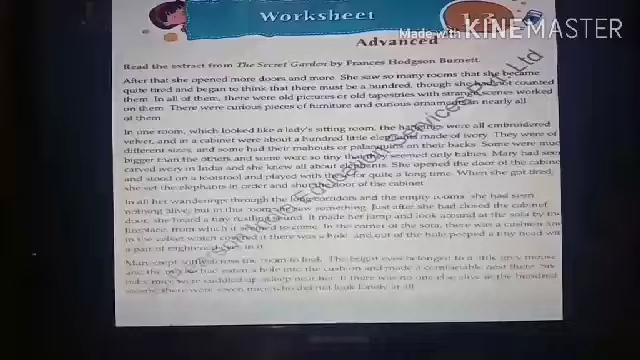 Worksheet
13
Made with KINEMASTER
Advanced
Read the extract from The Secret Garden by Frances Hodgson Burnett.
After that she opened more doors and more. She saw so many rooms that she became
quite tired and began to think that there must be a hundred, though she had not counted
them. In all of them, there were old pictures or old tapestries with strange scenes worked
on them. There were curious pieces of furniture and curious ornaments in nearly all
of them.
In one room, which looked like a lady's sitting room, the hangings were all embroidered
velvet, and in a cabinet were about a hundred little elephants made of ivory. They were of
different sizes, and some had their mahouts or palanquins on their backs. Some were much
bigger than the others and some were so tiny that they seemed only babies. Mary had seen
carved ivory in India and she knew all about elephants. She opened the door of the cabinet
and stood on a footstool and played with these for quite a long time. When she got tired,
she set the elephants in order and shut the door of the cabinet.
In all her wanderings through the long corridors and the empty rooms, she had seen
nothing alive; but in this room she saw something. Just after she had closed the cabinet
door, she heard a tiny rustling sound. It made her jump and look around at the sofa by the
fireplace, from which it seemed to come. In the corner of the sofa, there was a cushion and
in the velvet which covered it there was a hole, and out of the hole peeped a tiny head with
a pair of frightened eyes in it.
Mary crept softly across the room to look. The bright eyes belonged to a little grey mouse
and the mouse had eaten a hole into the cushion and made a comfortable nest there. Six
baby mice were cuddled up asleep near her. If there was no one else alive in the hundred
rooms, there were seven mice who did not look lonely at all.
Ltd